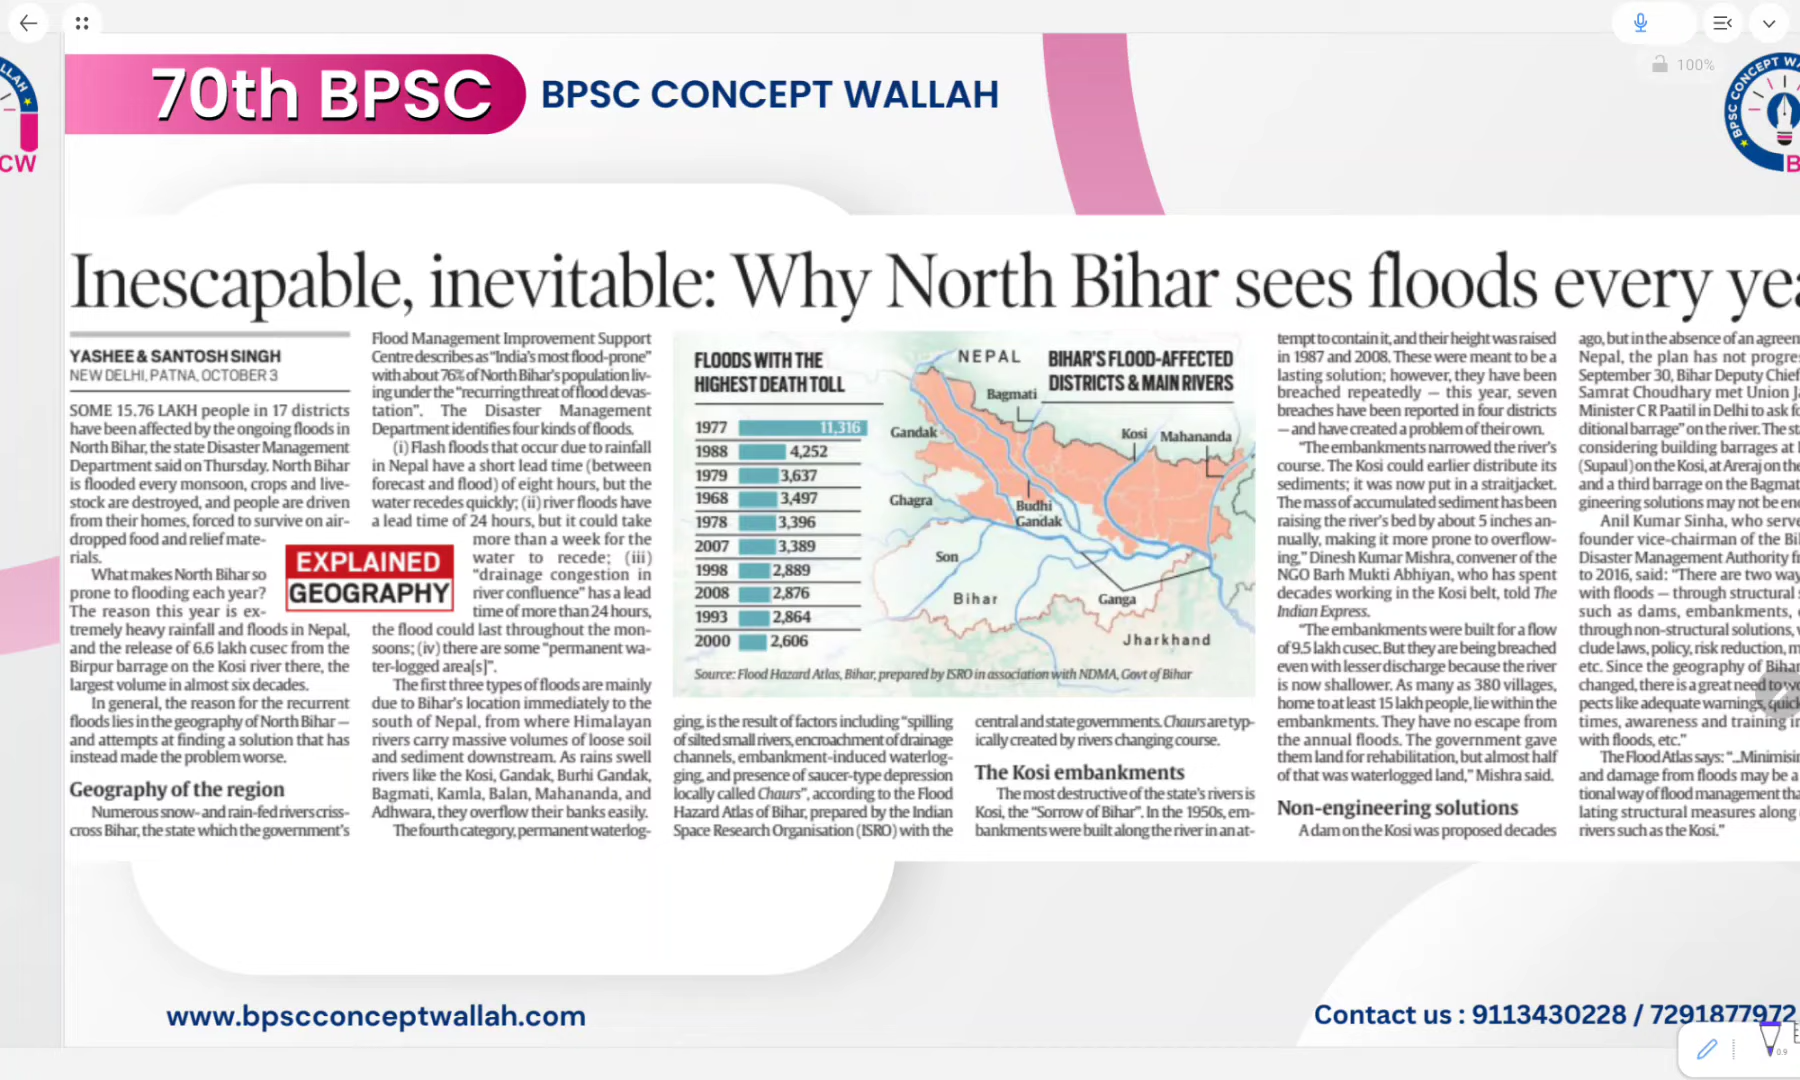 100%
70th BPSC
BPSC CONCEPT WALLAH
CW
Inescapable, inevitable: Why North Bihar sees floods every
YASHEE & SANTOSH SINGH
NEW DELHI, PATNA, OCTOBER 3
SOME 15.76 LAKH people in 17 districts
have been affected by the ongoing floods in
North Bihar, the state Disaster Management
Department said on Thursday. North Bihar
is flooded every monsoon, crops and live-
stock are destroyed, and people are driven
from their homes, forced to survive on air-
dropped food and relief mate-
rials.
What makes North Bihar so
prone to flooding each year?
The reason this year is ex-
tremely heavy rainfall and floods in Nepal,
and the release of 6.6 lakh cusec from the
Birpur barrage on the Kosi river there, the
largest volume in almost six decades.
In general, the reason for the recurrent
floods lies in the geography of North Bihar —
and attempts at finding a solution that has
instead made the problem worse.
Geography of the region
Numerous snow- and rain-fed rivers criss-
cross Bihar, the state which the government's
EXPLAINED
GEOGRAPHY
Flood Management Improvement Support
Centre describes as "India's most flood-prone"
with about 76% of North Bihar's population liv-
ing under the "recurring threat of flood devas-
tation". The Disaster Management
Department identifies four kinds of floods.
(i) Flash floods that occur due to rainfall
in Nepal have a short lead time (between
forecast and flood) of eight hours, but the
water recedes quickly; (ii) river floods have
a lead time of 24 hours, but it could take
more than a week for the
water to recede; (iii)
"drainage congestion in
river confluence" has a lead
time of more than 24 hours,
the flood could last throughout the mon-
soons; (iv) there are some "permanent wa-
ter-logged area[s]".
The first three types of floods are mainly
due to Bihar's location immediately to the
south of Nepal, from where Himalayan
rivers carry massive volumes of loose soil
and sediment downstream. As rains swell
rivers like the Kosi, Gandak, Burhi Gandak,
Bagmati, Kamla, Balan, Mahananda, and
Adhwara, they overflow their banks easily.
The fourth category, permanent waterlog-
FLOODS WITH THE
HIGHEST DEATH TOLL
1977 11,316
1988 4,252
1979 3,637
1968 3,497
1978 3,396
2007 3,389
1998 2,889
2008 2,876
1993 2,864
2000 2,606
NEPAL
BIHAR'S FLOOD-AFFECTED
DISTRICTS & MAIN RIVERS
Bagmati
Gandak
Kosi
Mahananda
Ghagra
Budhi
Gandak
Son
Bihar
Ganga
Jharkhand
Source: Flood Hazard Atlas, Bihar, prepared by ISRO in association with NDMA, Govt of Bihar
ging, is the result of factors including "spilling
of silted small rivers, encroachment of drainage
channels, embankment-induced waterlog-
ging, and presence of saucer-type depression
locally called Chaurs", according to the Flood
Hazard Atlas of Bihar, prepared by the Indian
Space Research Organisation (ISRO) with the
central and state governments. Chaurs are typ-
ically created by rivers changing course.
The Kosi embankments
The most destructive of the state's rivers is
Kosi, the "Sorrow of Bihar". In the 1950s, em-
bankments were built along the river in an at-
tempt to contain it, and their height was raised
in 1987 and 2008. These were meant to be a
lasting solution; however, they have been
breached repeatedly — this year, seven
breaches have been reported in four districts
— and have created a problem of their own.
"The embankments narrowed the river's
course. The Kosi could earlier distribute its
sediments; it was now put in a straitjacket.
The mass of accumulated sediment has been
raising the river's bed by about 5 inches an-
nually, making it more prone to overflow-
ing," Dinesh Kumar Mishra, convener of the
NGO Barh Mukti Abhiyan, who has spent
decades working in the Kosi belt, told The
Indian Express.
"The embankments were built for a flow
of 9.5 lakh cusec. But they are being breached
even with lesser discharge because the river
is now shallower. As many as 380 villages,
home to at least 15 lakh people, lie within the
embankments. They have no escape from
the annual floods. The government gave
them land for rehabilitation, but almost half
of that was waterlogged land," Mishra said.
Non-engineering solutions
A dam on the Kosi was proposed decades
ago, but in the absence of an
Nepal, the plan has not
September 30, Bihar Deputy
Samrat Choudhary met Union
Minister C R Paatil in Delhi to ask
ditional barrage" on the river. The
considering building barrages at
(Supaul) on the Kosi, at Areraj on
and a third barrage on the
gineering solutions may not be
Anil Kumar Sinha, who
founder vice-chairman of the
Disaster Management Authority
to 2016, said: "There are two
with floods — through structural
such as dams, embankments,
through non-structural solutions,
clude laws, policy, risk reduction,
etc. Since the geography of Bihar
changed, there is a great need to
pects like adequate warnings,
times, awareness and training in
with floods, etc."
The Flood Atlas says: "...
and damage from floods may be a
tional way of flood management
lating structural measures along
rivers such as the Kosi."
www.bpscconceptwallah.com
Contact us : 9113430228 / 7291877972
0.9